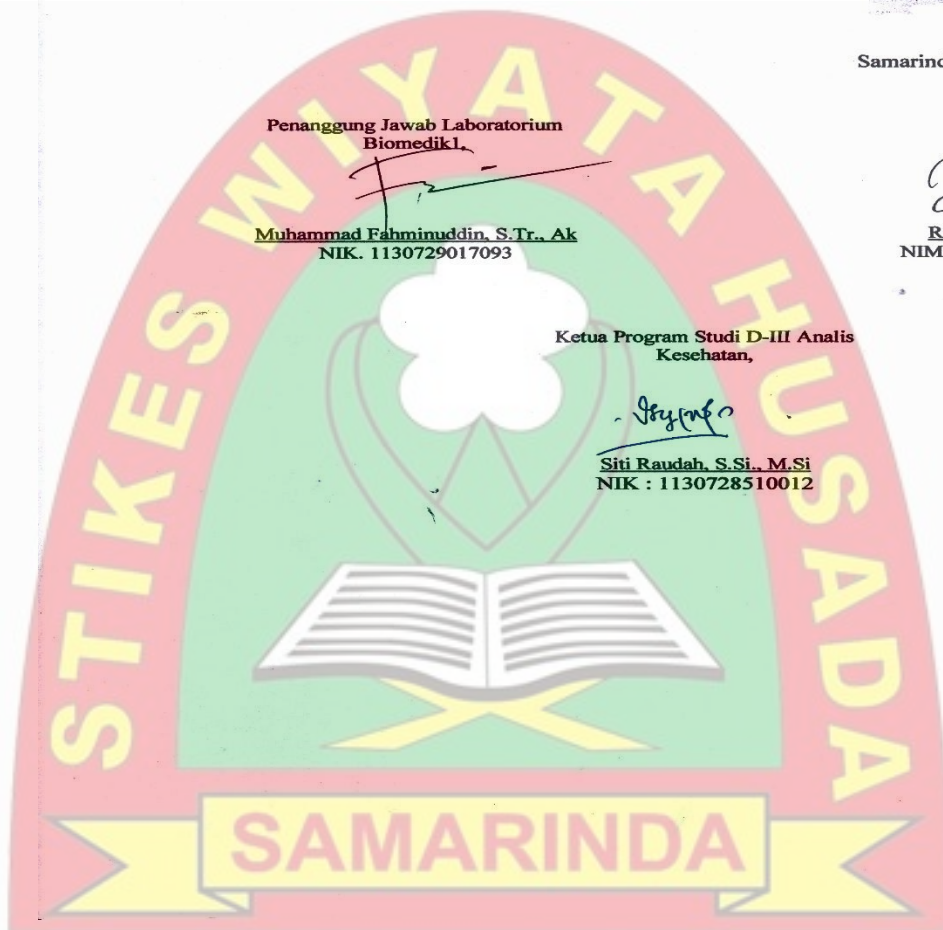 Samarind
Penanggung Jawab Laboratorium
Biomedik1,
Muhammad Fahminuddin, S.Tr., Ak
NIK. 1130729017093
R
NIM
Ketua Program Studi D-III Analis
Kesehatan,
Siti Raudah, S.Si., M.Si
NIK : 1130728510012
STIKES WIYATA HUSADA
SAMARINDA